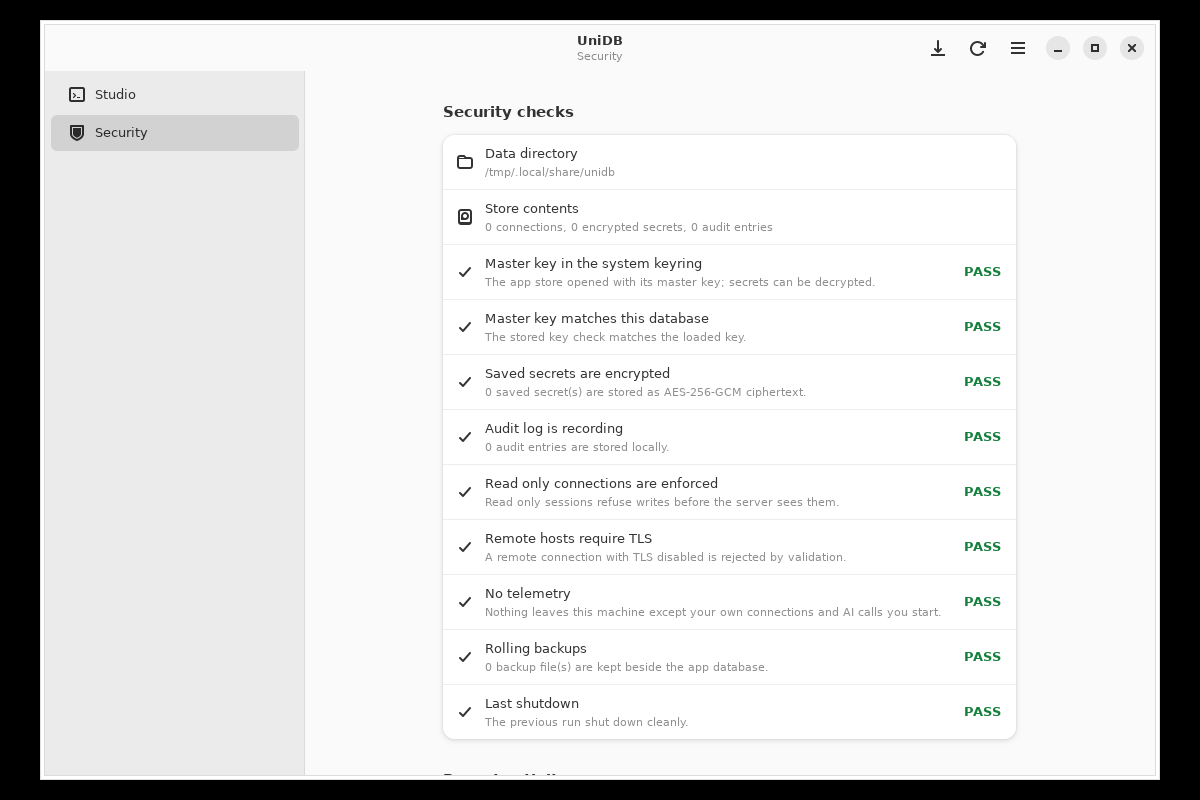 UniDB
Security
Studio
Security
Security checks
Data directory
/tmp/.local/share/unidb
Store contents
0 connections, 0 encrypted secrets, 0 audit entries
Master key in the system keyring
The app store opened with its master key; secrets can be decrypted.
PASS
Master key matches this database
The stored key check matches the loaded key.
PASS
Saved secrets are encrypted
0 saved secret(s) are stored as AES-256-GCM ciphertext.
PASS
Audit log is recording
0 audit entries are stored locally.
PASS
Read only connections are enforced
Read only sessions refuse writes before the server sees them.
PASS
Remote hosts require TLS
A remote connection with TLS disabled is rejected by validation.
PASS
No telemetry
Nothing leaves this machine except your own connections and AI calls you start.
PASS
Rolling backups
0 backup file(s) are kept beside the app database.
PASS
Last shutdown
The previous run shut down cleanly.
PASS